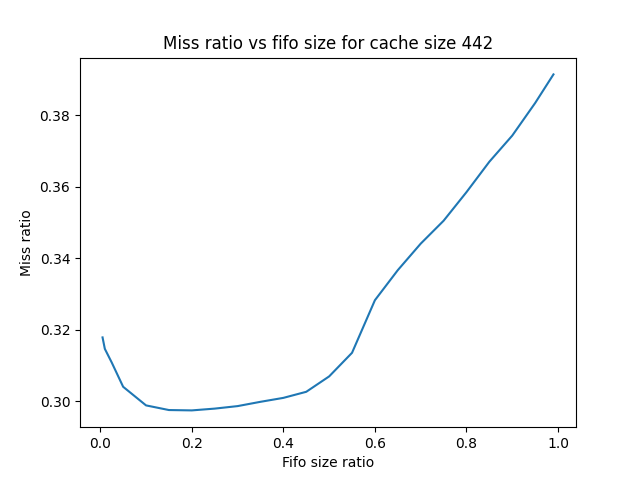 Miss ratio vs fifo size for cache size 442
0.38
0.36
0.34
0.32
0.30
Miss ratio
0.0 0.2 0.4 0.6 0.8 1.0
Fifo size ratio